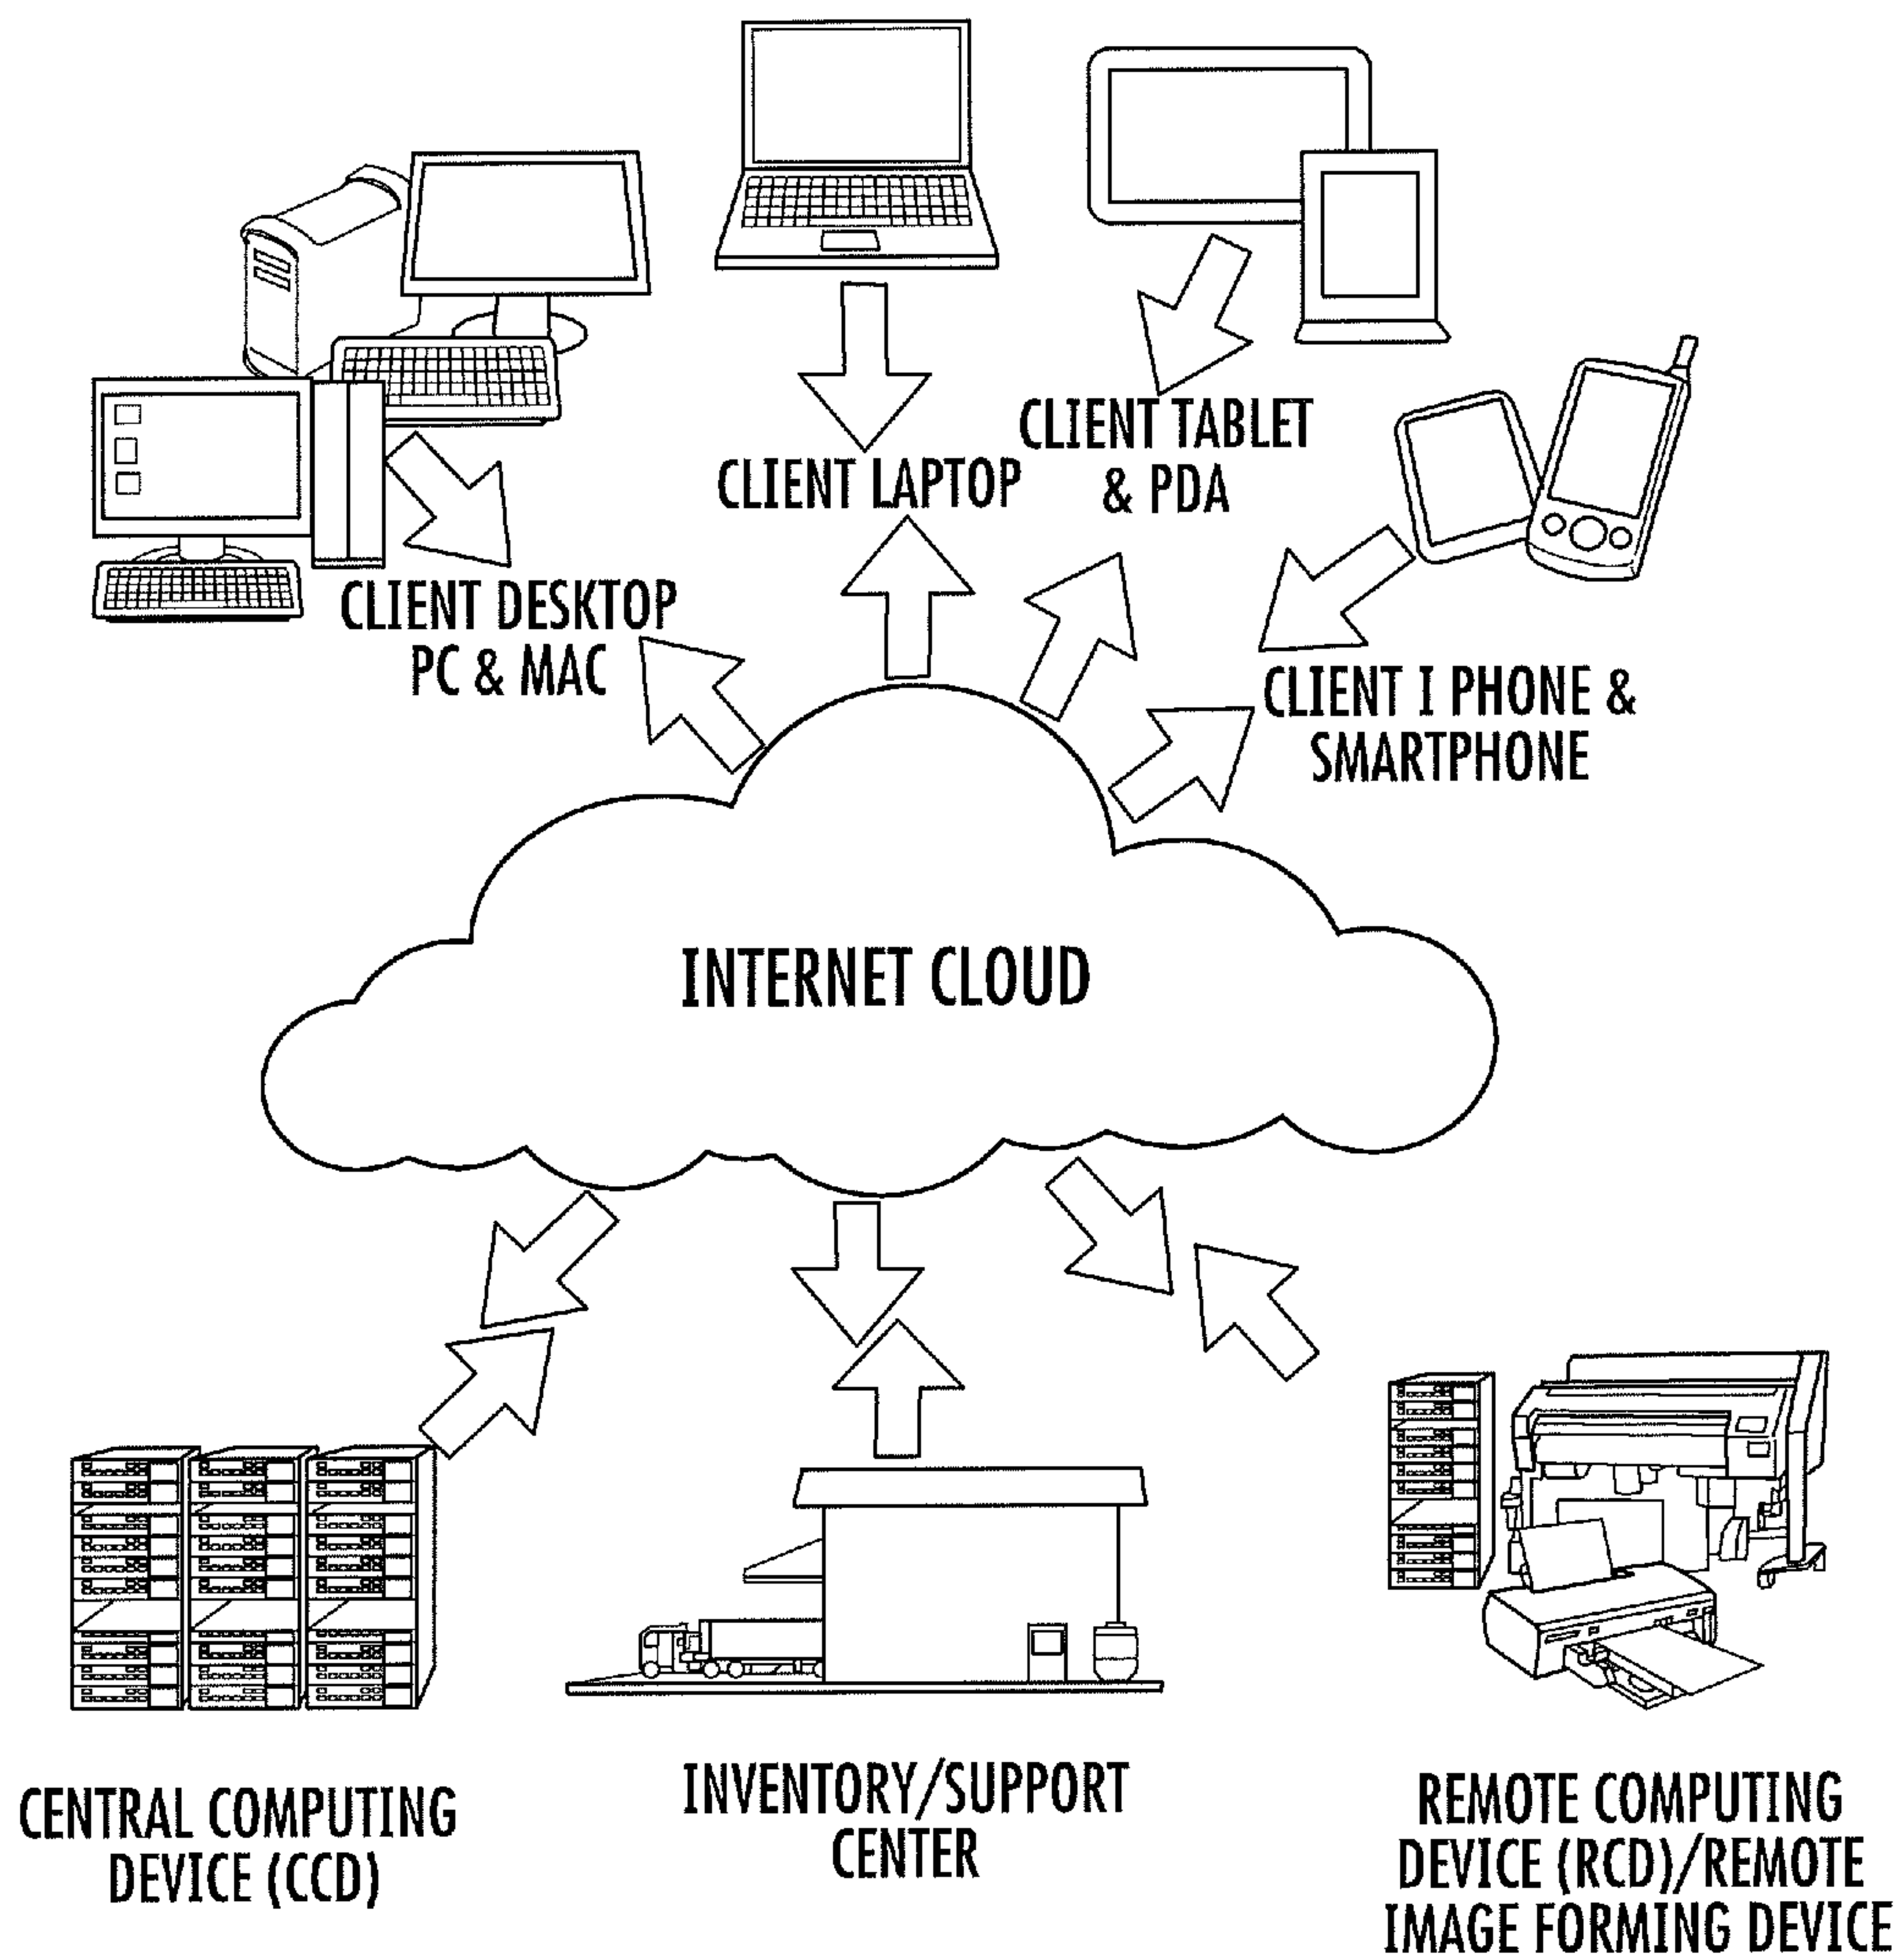 CLIENT TABLET
& PDA
CLIENT LAPTOP
CLIENT DESKTOP
PC & MAC
CLIENT I PHONE &
SMARTPHONE
INTERNET CLOUD
CENTRAL COMPUTING
DEVICE (CCD)
INVENTORY/SUPPORT
CENTER
REMOTE COMPUTING
DEVICE (RCD)/REMOTE
IMAGE FORMING DEVICE